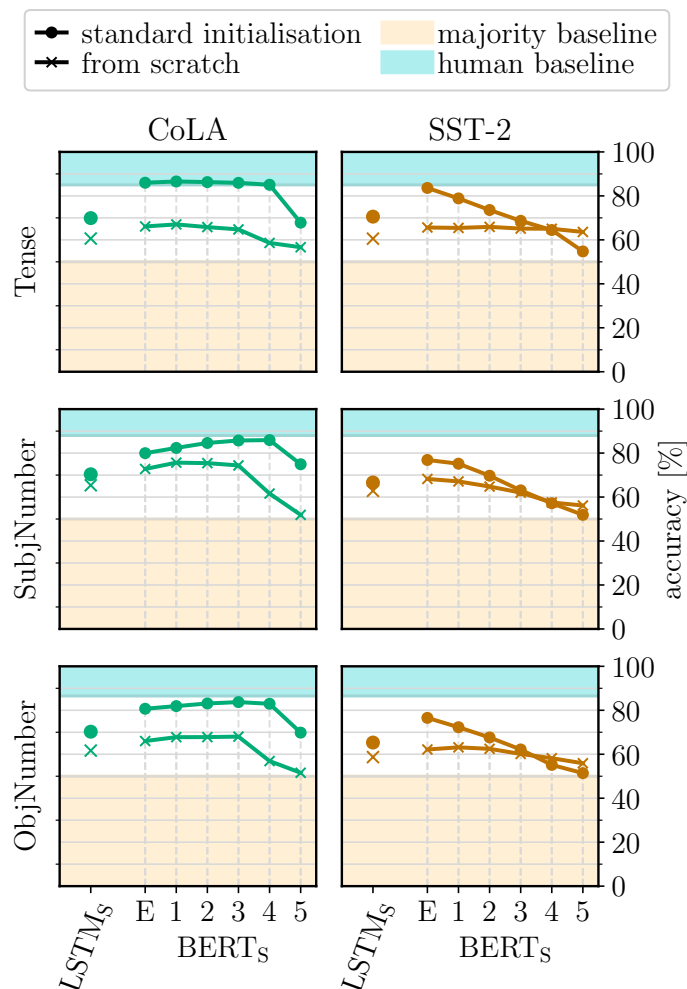 standard initialisation
from scratch
majority baseline
human baseline
CoLA SST-2
Tense
100
80
60
40
20
0
SubjNumber
100
80
60
40
20
0
accuracy [%]
ObjNumber
100
80
60
40
20
0
LSTMS E 1 2 3 4 5
BERTS
LSTMS E 1 2 3 4 5
BERTS